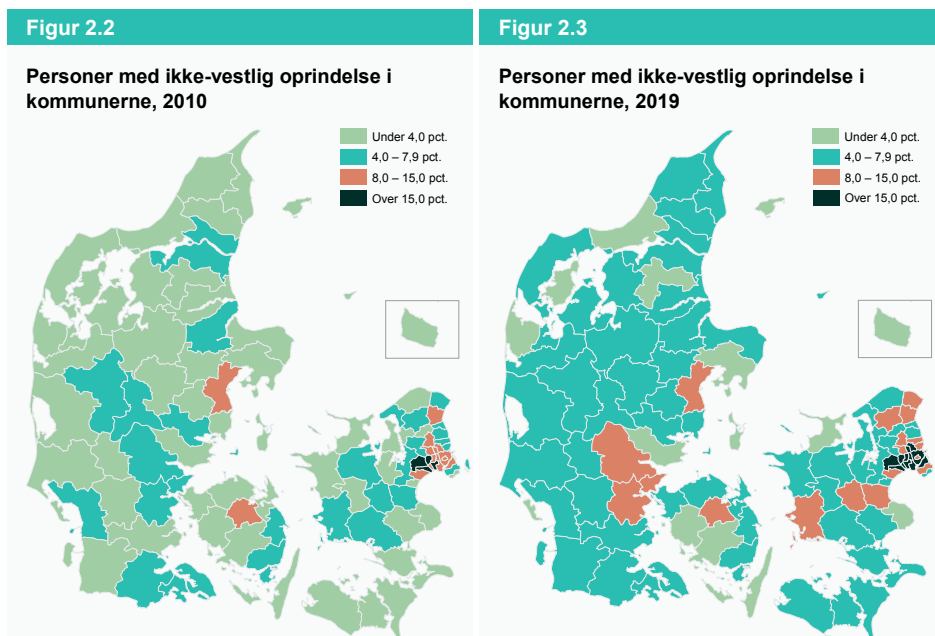 Figur 2.2
Personer med ikke-vestlig oprindelse i
kommunerne, 2010
Under 4,0 pct.
4,0 – 7,9 pct.
8,0 – 15,0 pct.
Over 15,0 pct.
Figur 2.3
Personer med ikke-vestlig oprindelse i
kommunerne, 2019
Under 4,0 pct.
4,0 – 7,9 pct.
8,0 – 15,0 pct.
Over 15,0 pct.